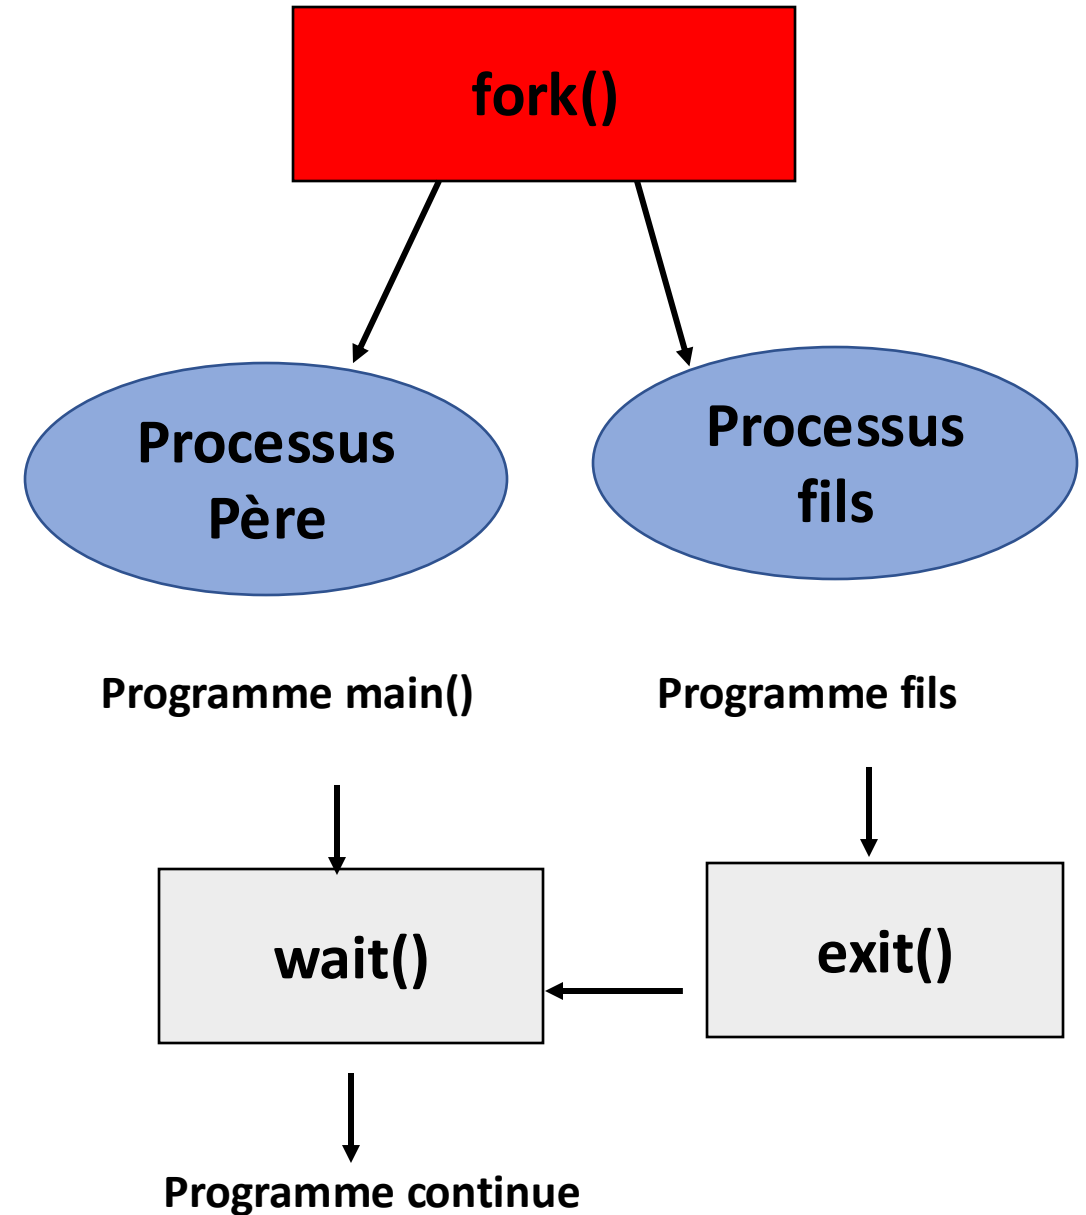 fork()
Processus
Père
Processus
fils
Programme main()
Programme fils
wait()
exit()
Programme continue